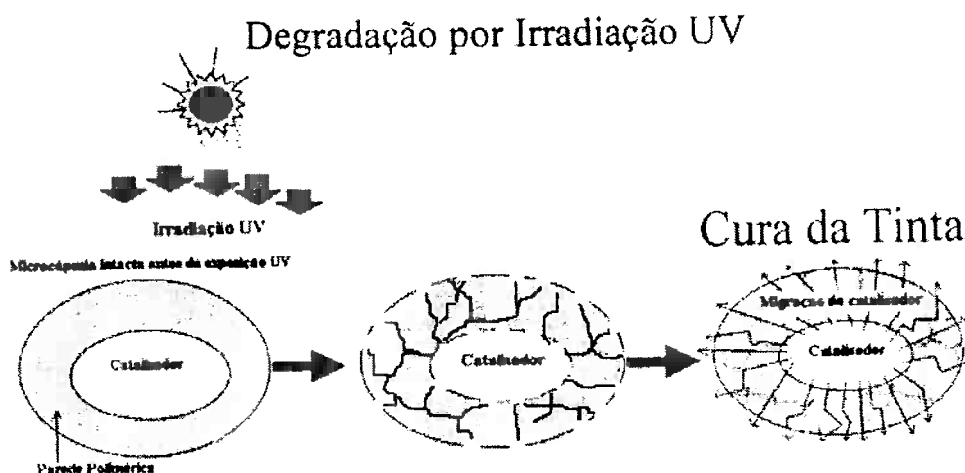 Degradação por Irradiação UV
Irradiação UV
Cura da Tinta
Microcápsula intacta antes da exposição UV
Migração do catalisador
Catalisador
Catalisador
Catalisador
Parede Polimérica